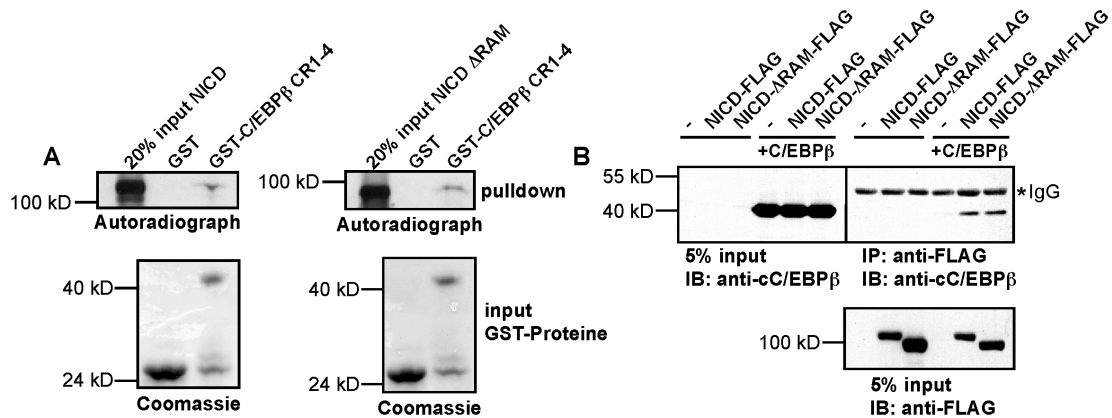 A
20% input NICD
GST
GST-C/EBPβ CR1-4
100 kD
Autoradiograph
20% input NICD ΔRAM
GST
GST-C/EBPβ CR1-4
100 kD
pulldown
Autoradiograph
40 kD
24 kD
Coomassie
40 kD
24 kD
input
GST-Proteine
Coomassie
B
-
NICD-FLAG
NICD-ΔRAM-FLAG
-
NICD-FLAG
NICD-ΔRAM-FLAG
-
NICD-FLAG
NICD-ΔRAM-FLAG
-
NICD-FLAG
NICD-ΔRAM-FLAG
+C/EBPβ
+C/EBPβ
55 kD
40 kD
*IgG
5% input
IB: anti-cC/EBPβ
IP: anti-FLAG
IB: anti-cC/EBPβ
100 kD
5% input
IB: anti-FLAG